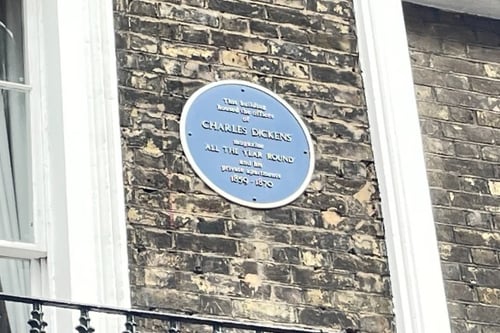 This building
housed the offices
of
CHARLES DICKENS'
magazine
ALL THE YEAR ROUND
and his
private apartments
1859-1870